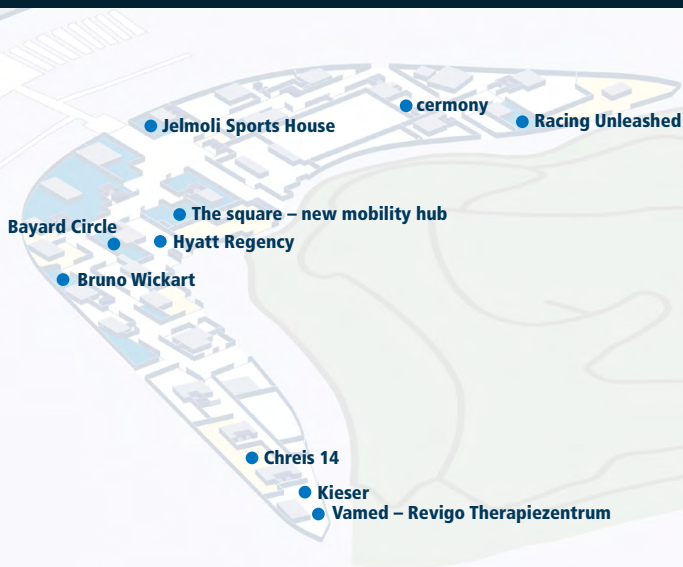 cermony
Racing Unleashed
Jelmoli Sports House
The square – new mobility hub
Bayard Circle
Hyatt Regency
Bruno Wickart
Chreis 14
Kieser
Vamed – Revigo Therapiezentrum